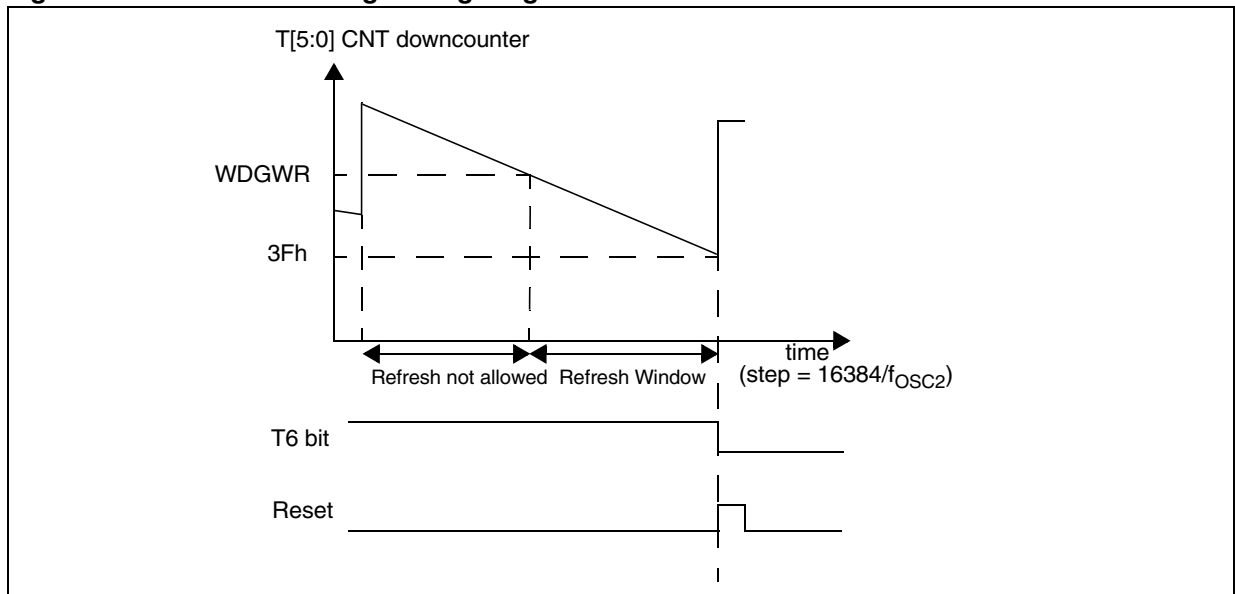 T[5:0] CNT downcounter
WDGWR
3Fh
time
Refresh not allowed Refresh Window (step = 16384/fOSC2)
T6 bit
Reset